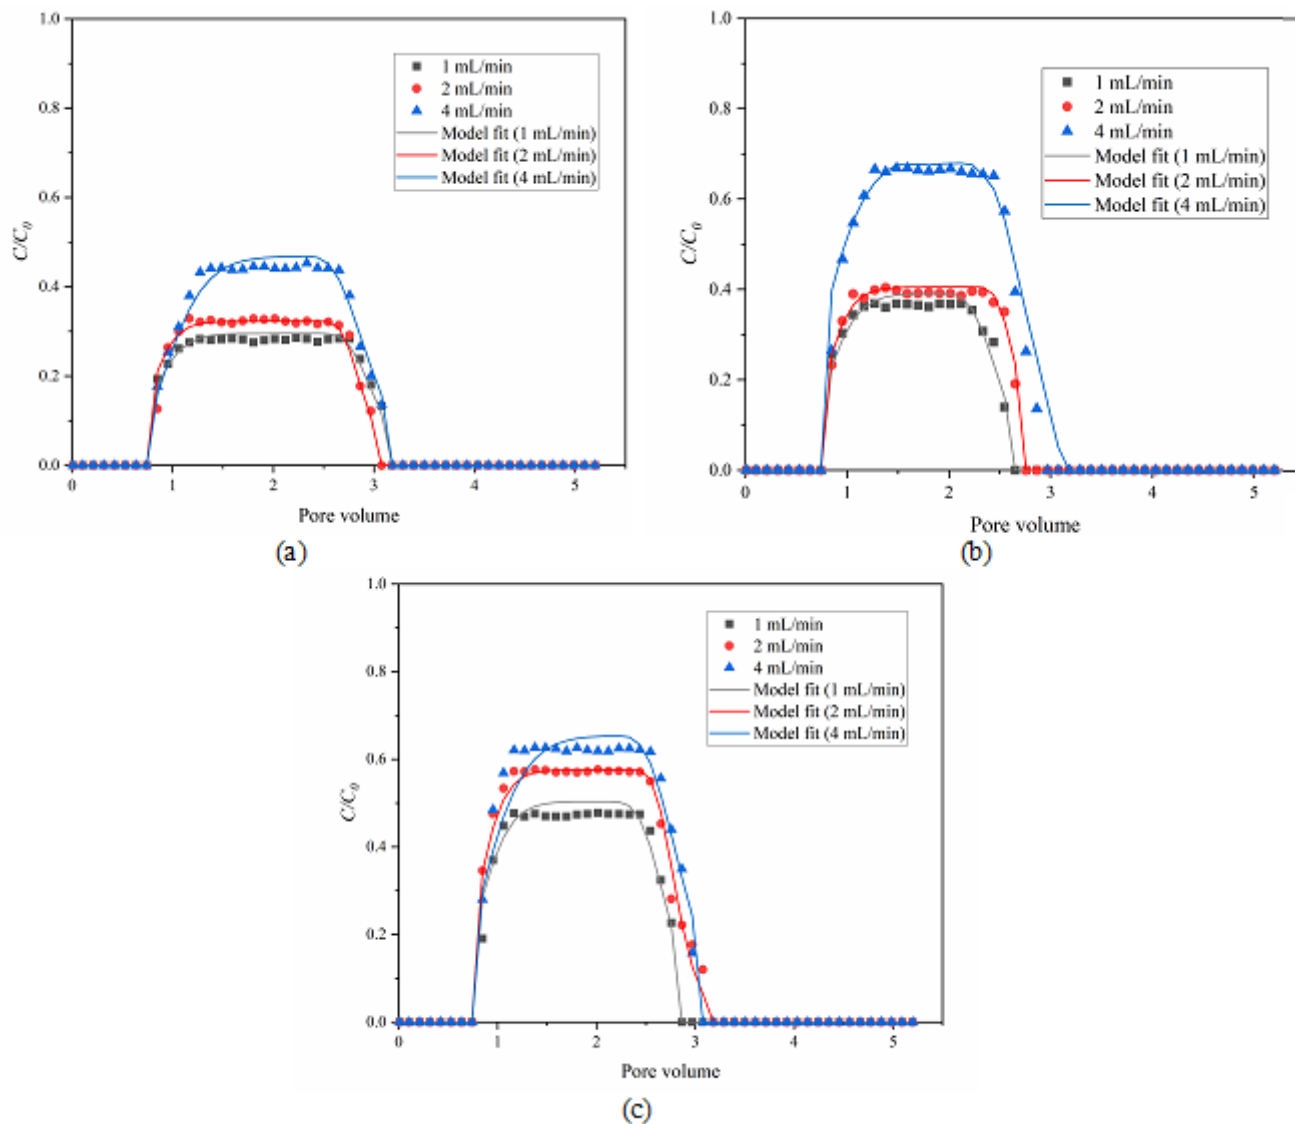 1.0
0.8
0.6
0.4
0.2
0.0
C/C0
1 mL/min
2 mL/min
4 mL/min
Model fit (1 mL/min)
Model fit (2 mL/min)
Model fit (4 mL/min)
0 1 2 3 4 5
Pore volume
(a)
1.0
0.8
0.6
0.4
0.2
0.0
C/C0
1 mL/min
2 mL/min
4 mL/min
Model fit (1 mL/min)
Model fit (2 mL/min)
Model fit (4 mL/min)
0 1 2 3 4 5
Pore volume
(b)
1.0
0.8
0.6
0.4
0.2
0.0
C/C0
1 mL/min
2 mL/min
4 mL/min
Model fit (1 mL/min)
Model fit (2 mL/min)
Model fit (4 mL/min)
0 1 2 3 4 5
Pore volume
(c)